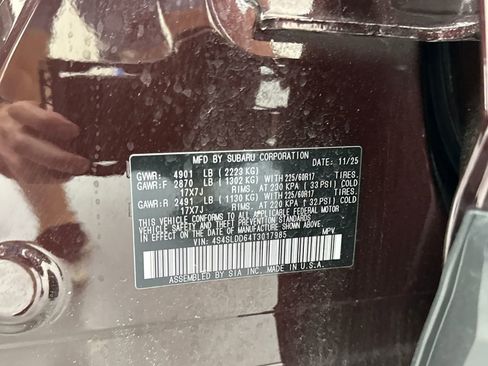 MFD BY SUBARU CORPORATION DATE: 11/25
GVWR: 4901 LB (2223 KG)
GAWR:F 2870 LB (1302 KG) WITH 225/60R17 TIRES,
17X7J RIMS, AT 230 KPA ( 33 PSI) COLD
GAWR:R 2491 LB (1130 KG) WITH 225/60R17 TIRES,
17X7J RIMS, AT 220 KPA ( 32 PSI) COLD
THIS VEHICLE CONFORMS TO ALL APPLICABLE FEDERAL MOTOR
VEHICLE SAFETY AND THEFT PREVENTION STANDARDS IN EFFECT ON THE
DATE OF MANUFACTURE SHOWN ABOVE.
VIN: 4S4SLDD64T3017985 MPV
ASSEMBLED BY SIA INC. MADE IN U.S.A.